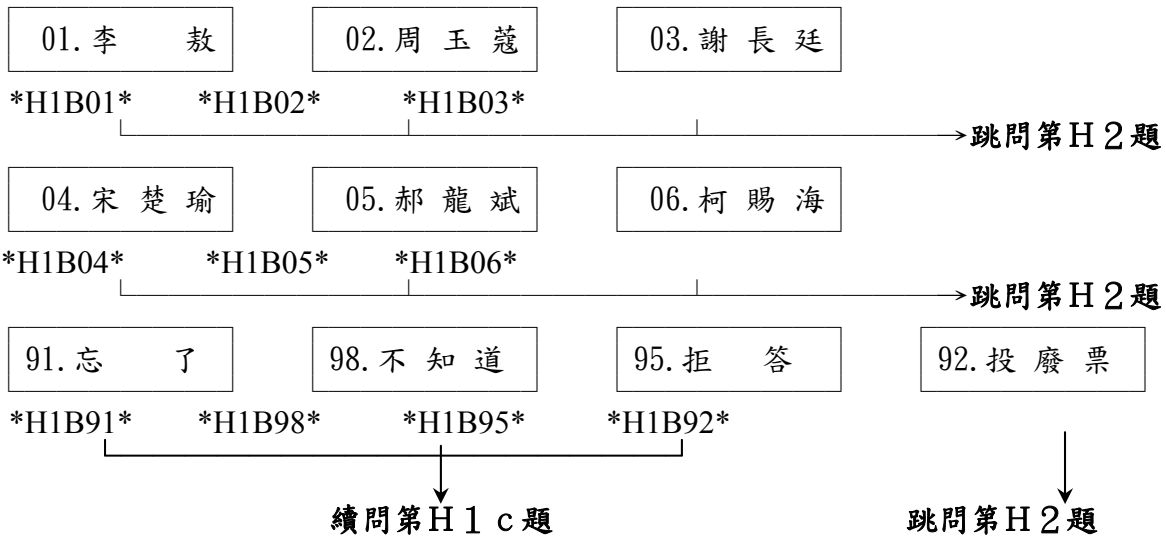 01.李　　敖　02.周 玉 蔻　03.謝 長 廷
*H1B01*　*H1B02*　*H1B03*
跳問第Ｈ２題
04.宋 楚 瑜　05.郝 龍 斌　06.柯 賜 海
*H1B04*　*H1B05*　*H1B06*
跳問第Ｈ２題
91.忘　　了　98.不 知 道　95.拒　　答　92.投 廢 票
*H1B91*　*H1B98*　*H1B95*　*H1B92*
續問第Ｈ１ｃ題　跳問第Ｈ２題